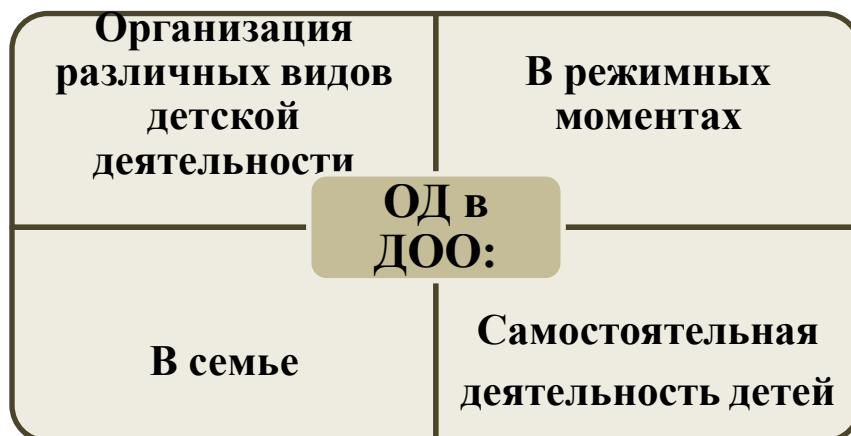 Организация
различных видов
детской
деятельности
В режимных
моментах
ОД в
ДОО:
В семье
Самостоятельная
деятельность детей